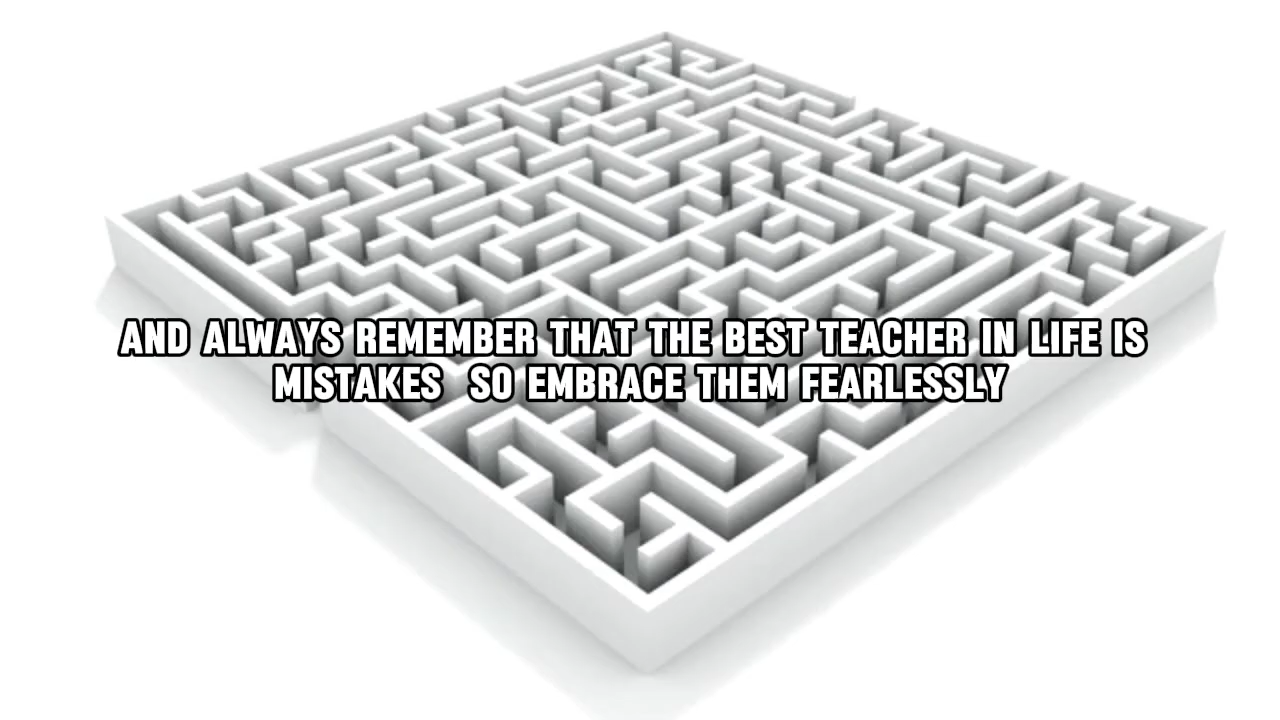 AND ALWAYS REMEMBER THAT THE BEST TEACHER IN LIFE IS
MISTAKES  SO EMBRACE THEM FEARLESSLY